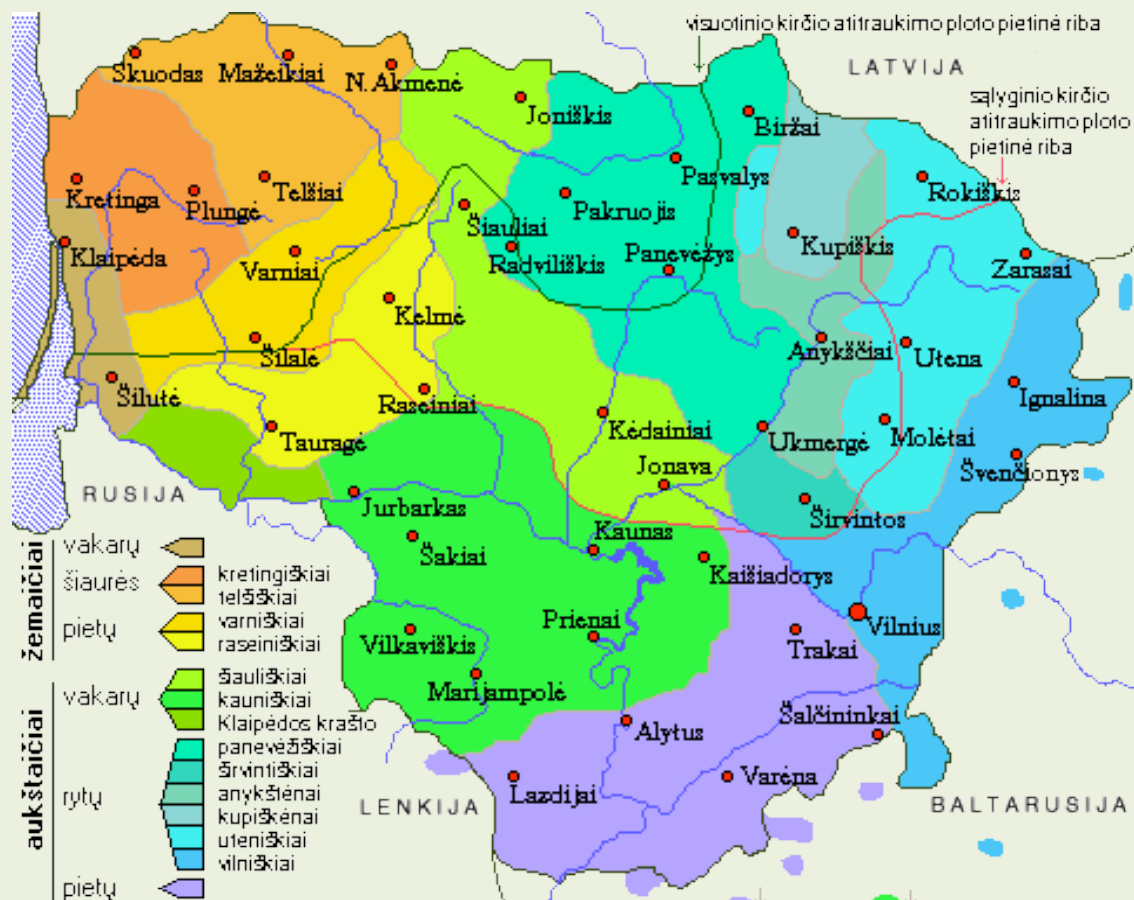 visuotinio kirčio atitraukimo ploto pietinė riba
LATVIJA
sąlyginio kirčio
atitraukimo ploto
pietinė riba
Skuodas
Mažeikiai
N. Akmenė
Joniškis
Biržai
Pasvalys
Rokiškis
Kretinga
Plungė
Telšiai
Pakruojis
Šiauliai
Kupiškis
Klaipėda
Varniai
Radviliškis
Panevėžys
Zarasai
Kelmė
Šilalė
Anykščiai
Utena
Šilutė
Raseiniai
Ignalina
Tauragė
Kėdainiai
Ukmergė
Molėtai
Jonava
Švenčionys
RUSIJA
Jurbarkas
Širvintos
Kaunas
Šakiai
Kaišiadorys
Prienai
Vilnius
Vilkaviškis
Trakai
Marijampolė
Alytus
Šalčininkai
Lazdijai
Varėna
LENKIJA
BALTARUSIJA
žemaičiai
vakarų
šiaurės
kretingiškiai
telšiškiai
pietų
varniškiai
raseiniškiai
aukštaičiai
vakarų
šiauliškiai
kauniškiai
Klaipėdos krašto
rytų
panevėžiškiai
širvintiškiai
anykštėnai
kupiškėnai
uteniškiai
vilniškiai
pietų